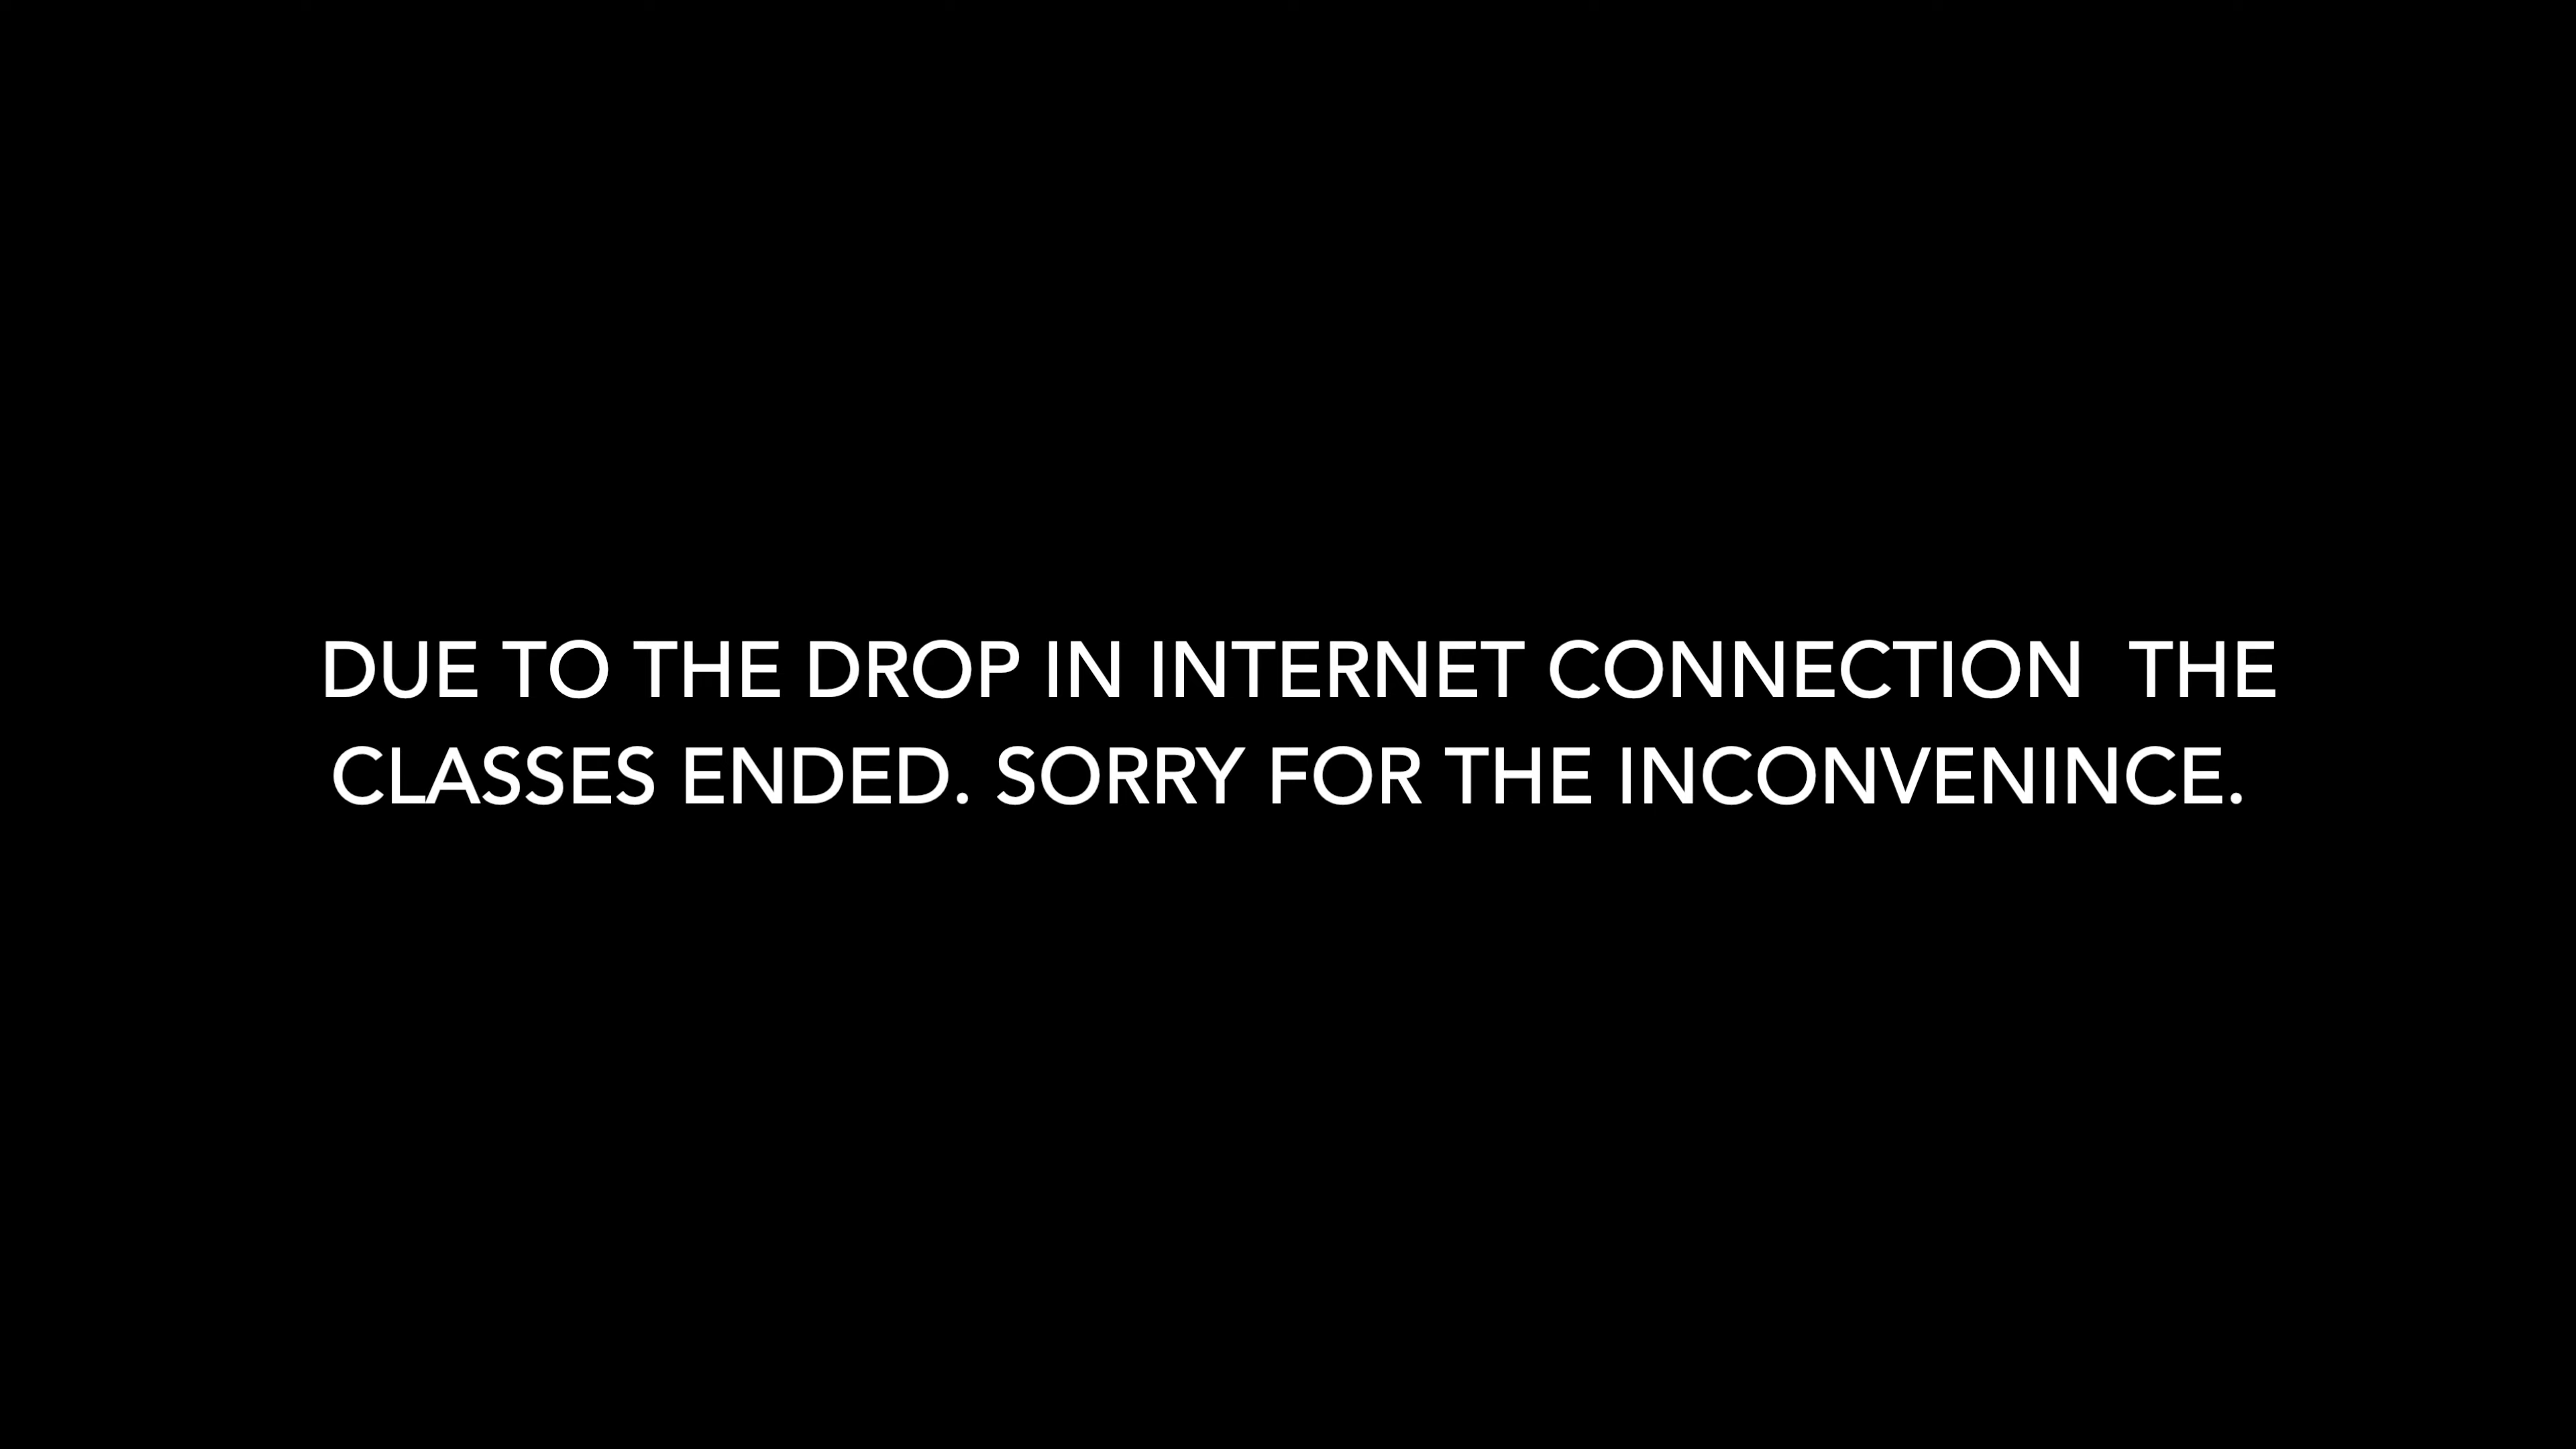 DUE TO THE DROP IN INTERNET CONNECTION  THE
CLASSES ENDED. SORRY FOR THE INCONVENINCE.